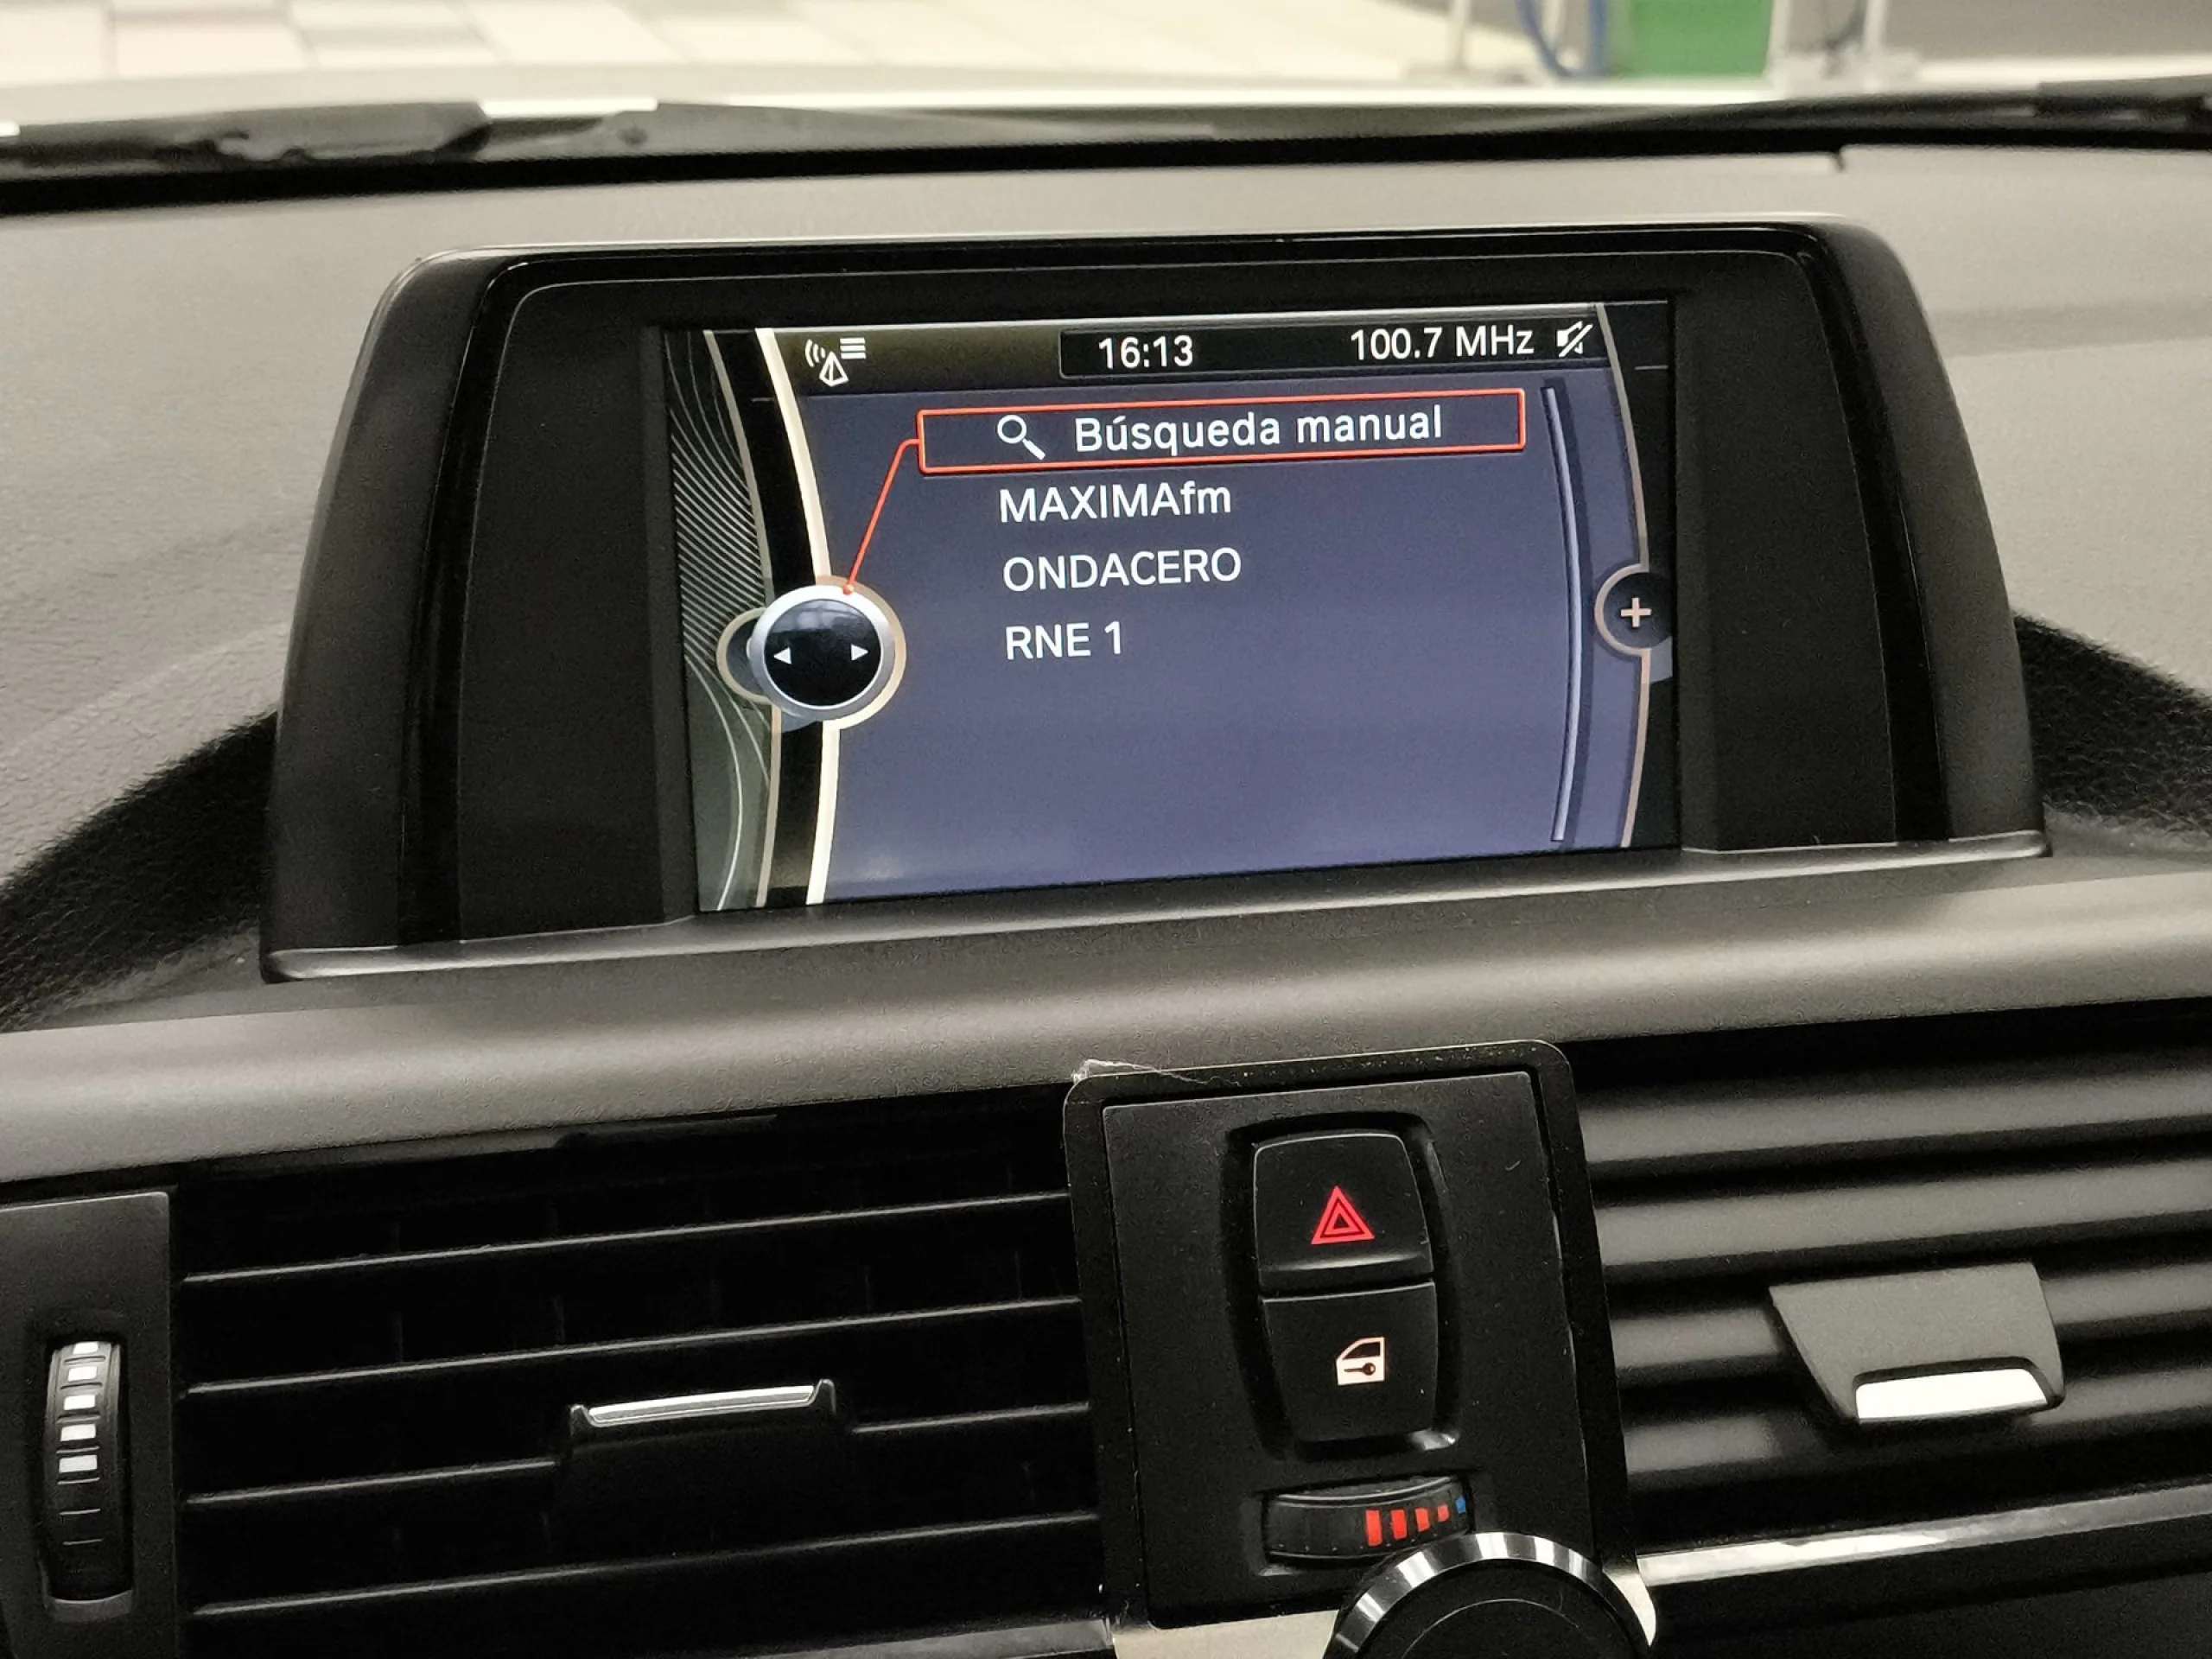 16:13 100.7 MHz
Búsqueda manual
MAXIMAfm
ONDACERO
RNE 1